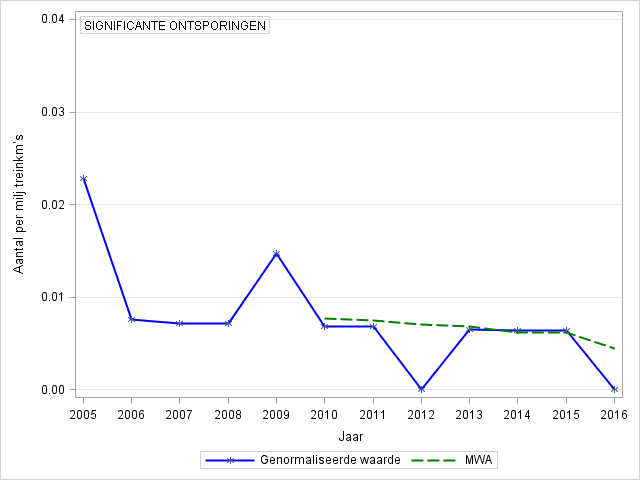 SIGNIFICANTE ONTSPORINGEN
Aantal per milj treinkm's
0.04
0.03
0.02
0.01
0.00
2005 2006 2007 2008 2009 2010 2011 2012 2013 2014 2015 2016
Jaar
Genormaliseerde waarde MWA